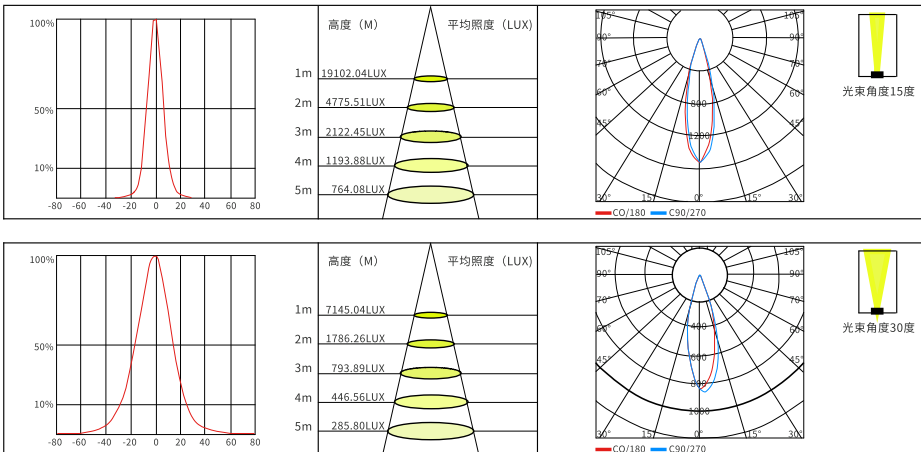 100%
50%
10%
-80 -60 -40 -20 0 20 40 60 80
高度（M） 平均照度（LUX)
1m 19102.04LUX
2m 4775.51LUX
3m 2122.45LUX
4m 1193.88LUX
5m 764.08LUX
105° 105°
90° 90°
70° 70°
60° 800 60°
45° 1200 45°
30° 15° 0° 15° 30°
CO/180 C90/270
光束角度15度
100%
50%
10%
-80 -60 -40 -20 0 20 40 60 80
高度（M） 平均照度（LUX)
1m 7145.04LUX
2m 1786.26LUX
3m 793.89LUX
4m 446.56LUX
5m 285.80LUX
105° 105°
90° 90°
70° 70°
60° 400 60°
45° 600 45°
800
1000
30° 15° 0° 15° 30°
CO/180 C90/270
光束角度30度